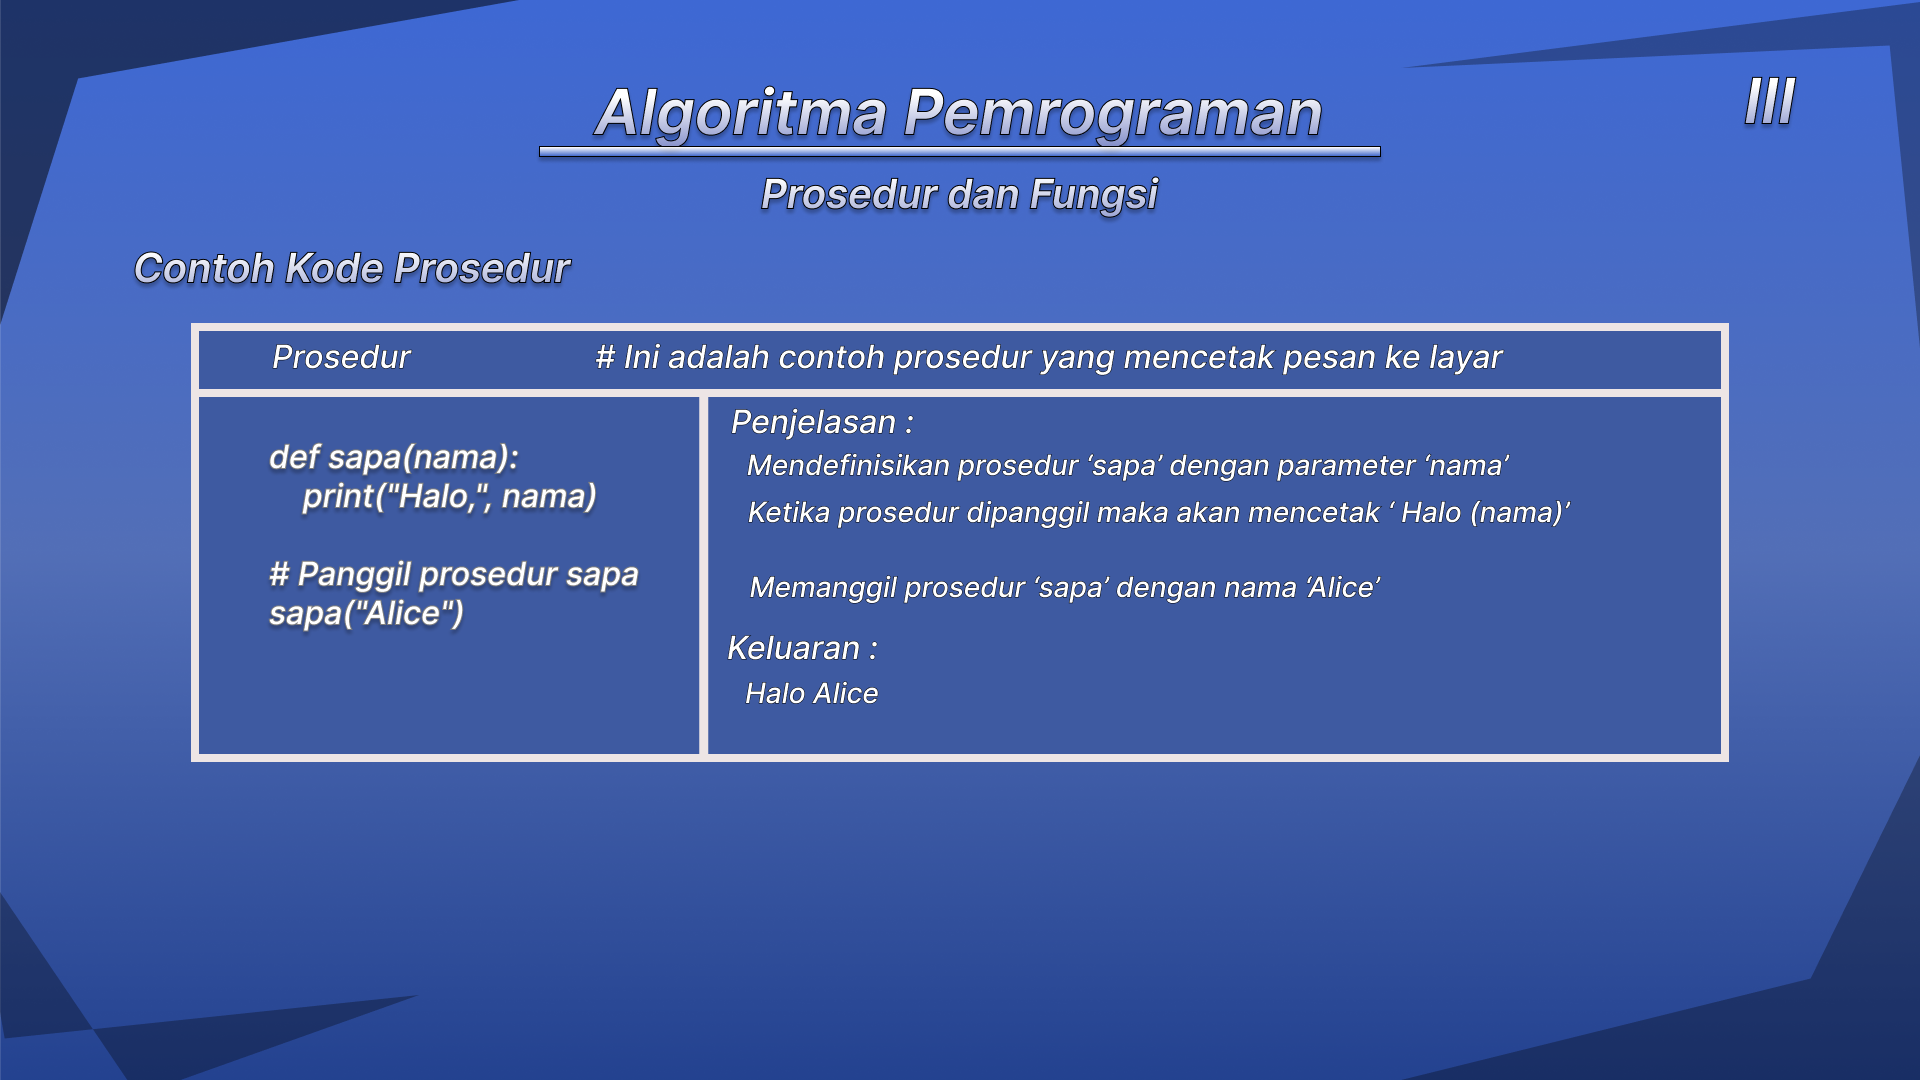 Algoritma Pemrograman
III
Prosedur dan Fungsi
Contoh Kode Prosedur
Prosedur # Ini adalah contoh prosedur yang mencetak pesan ke layar
def sapa(nama):
    print("Halo,", nama)
# Panggil prosedur sapa
sapa("Alice")
Penjelasan :
Mendefinisikan prosedur ‘sapa’ dengan parameter ‘nama’
Ketika prosedur dipanggil maka akan mencetak ‘ Halo (nama)’
Memanggil prosedur ‘sapa’ dengan nama ‘Alice’
Keluaran :
Halo Alice